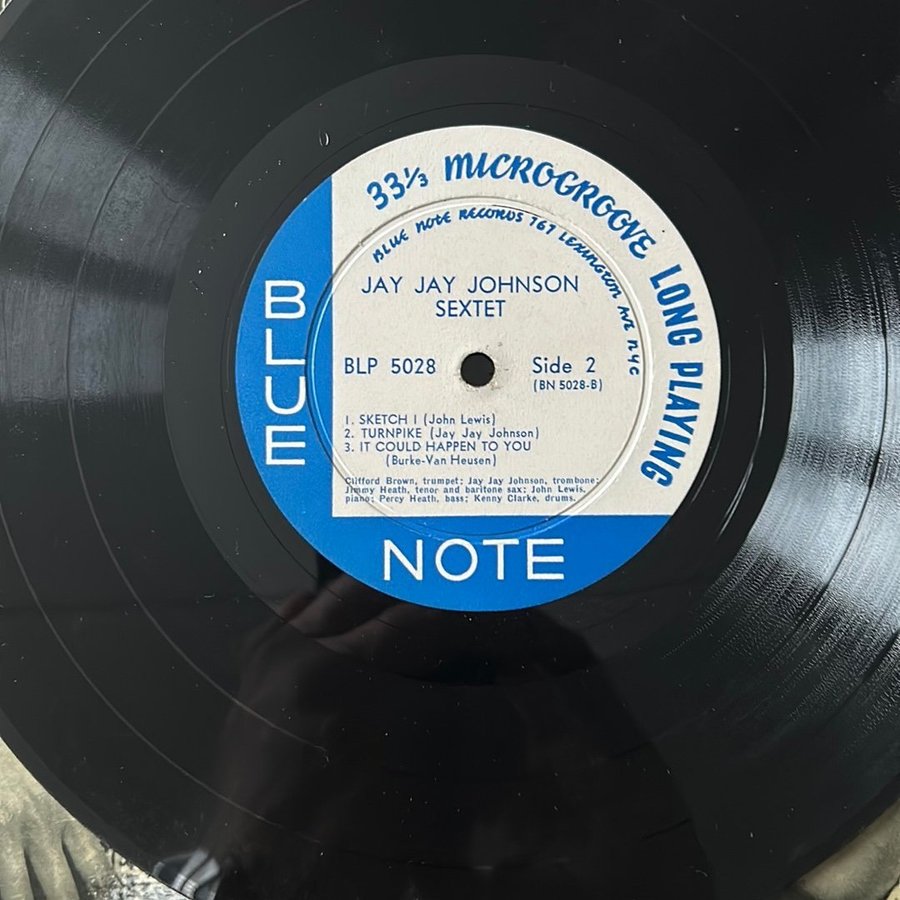 33⅓ MICROGROOVE LONG PLAYING
BLUE NOTE RECORDS 767 LEXINGTON AVE NYC
JAY JAY JOHNSON
SEXTET
BLP 5028
Side 2
(BN 5028-B)
1. SKETCH I (John Lewis)
2. TURNPIKE (Jay Jay Johnson)
3. IT COULD HAPPEN TO YOU
(Burke-Van Heusen)
Clifford Brown, trumpet; Jay Jay Johnson, trombone;
Jimmy Heath, tenor and baritone sax; John Lewis,
piano; Percy Heath, bass; Kenny Clarke, drums.
BLUE
NOTE